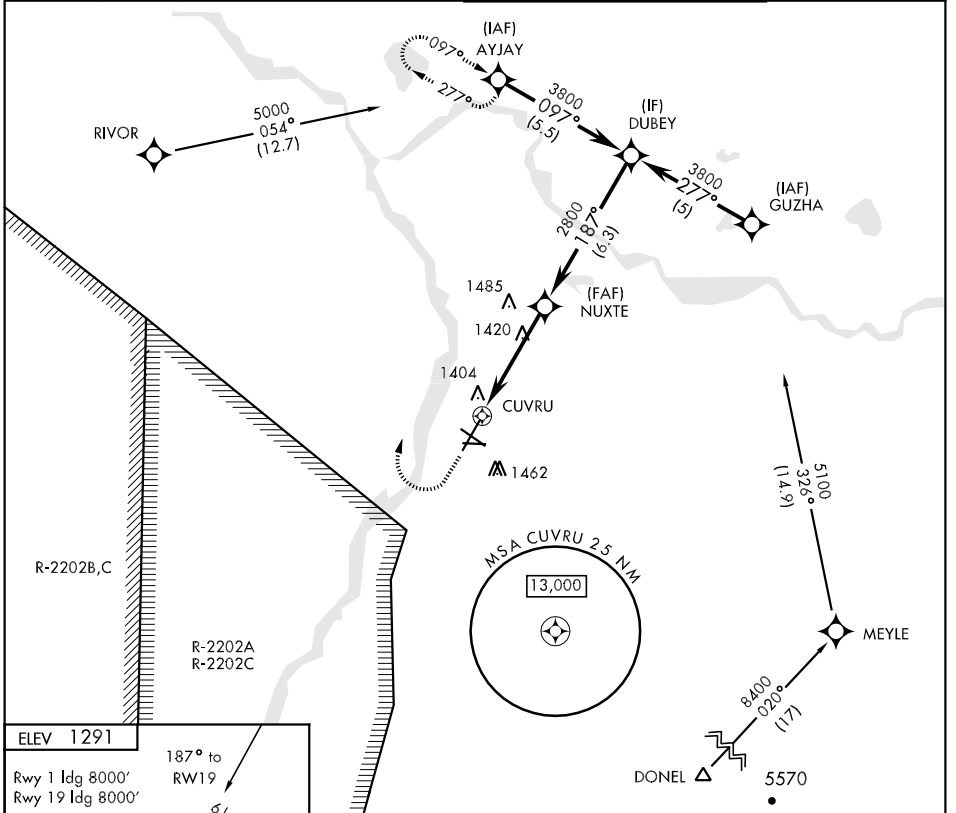 (IAF)
AYJAY
097°
277°
3800
097°
(5.5)
(IF)
DUBEY
5000
054°
(12.7)
RIVOR
3800
277°
(5)
(IAF)
GUZHA
2800
187°
(6.3)
1485
(FAF)
NUXTE
1420
1404
CUVRU
1462
5100
326°
(14.9)
MSA CUVRU 25 NM
13,000
R-2202B,C
R-2202A
R-2202C
MEYLE
8400
020°
(17)
DONEL
5570
ELEV 1291
Rwy 1 ldg 8000'
Rwy 19 ldg 8000'
187° to
RW19